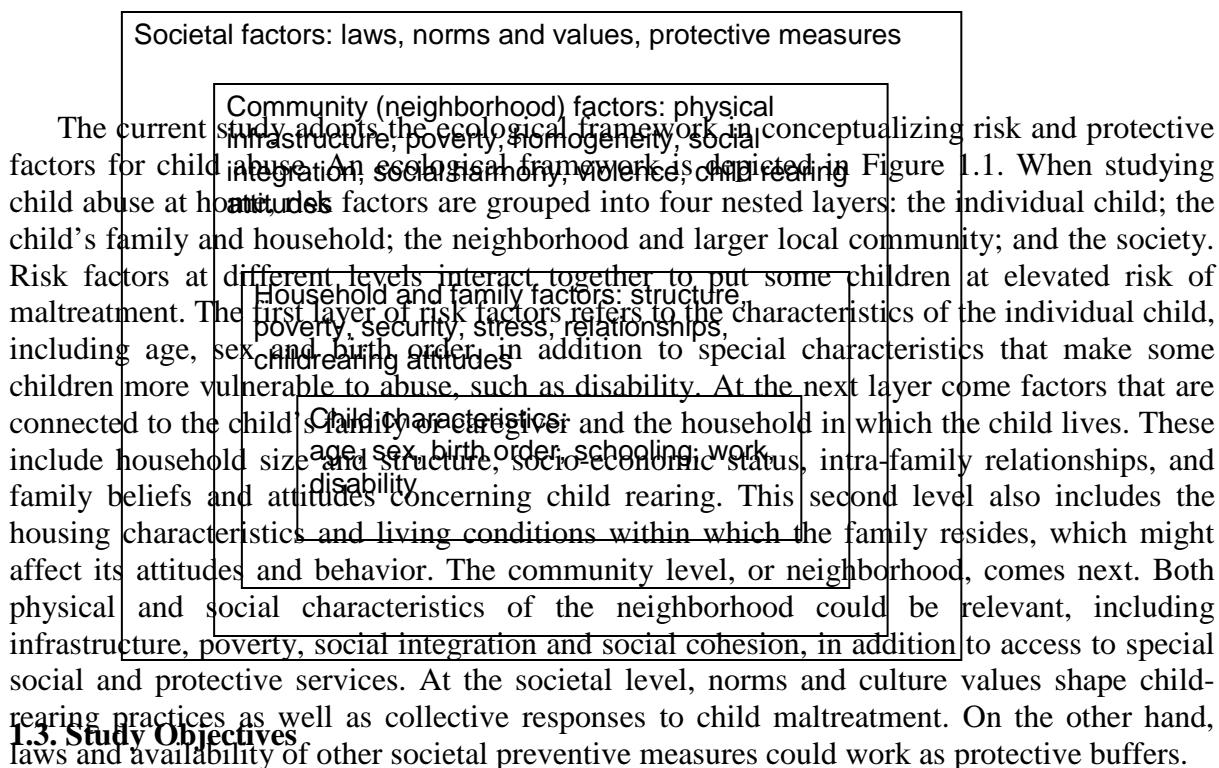 Societal factors: laws, norms and values, protective measures
Community (neighborhood) factors: physical
infrastructure, poverty, homogeneity, social
integration, social harmony, violence, child rearing
attitudes
Household and family factors: structure,
poverty, security, stress, relationships,
childrearing attitudes
Child characteristics:
age, sex, birth order, schooling, work,
disability
The current study adopts the ecological framework in conceptualizing risk and protective
factors for child abuse. An ecological framework is depicted in Figure 1.1. When studying
child abuse at home, risk factors are grouped into four nested layers: the individual child; the
child's family and household; the neighborhood and larger local community; and the society.
Risk factors at different levels interact together to put some children at elevated risk of
maltreatment. The first layer of risk factors refers to the characteristics of the individual child,
including age, sex and birth order, in addition to special characteristics that make some
children more vulnerable to abuse, such as disability. At the next layer come factors that are
connected to the child's family or caregiver and the household in which the child lives. These
include household size and structure, socio-economic status, intra-family relationships, and
family beliefs and attitudes concerning child rearing. This second level also includes the
housing characteristics and living conditions within which the family resides, which might
affect its attitudes and behavior. The community level, or neighborhood, comes next. Both
physical and social characteristics of the neighborhood could be relevant, including
infrastructure, poverty, social integration and social cohesion, in addition to access to special
social and protective services. At the societal level, norms and culture values shape child-
rearing practices as well as collective responses to child maltreatment. On the other hand,
laws and availability of other societal preventive measures could work as protective buffers.
1.3. Study Objectives